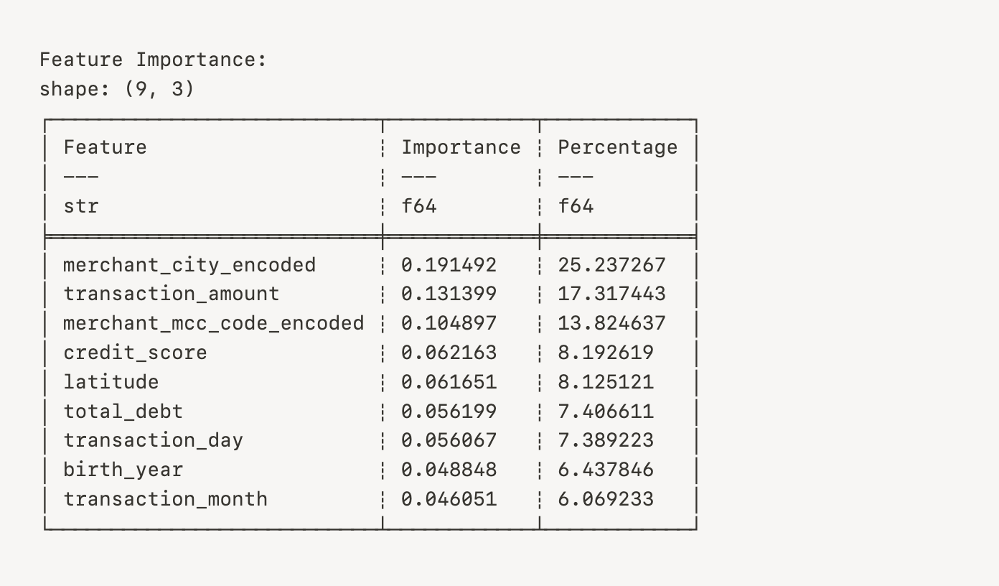 Feature Importance:
shape: (9, 3)
Feature Importance Percentage
--- --- ---
str f64 f64
merchant_city_encoded 0.191492 25.237267
transaction_amount 0.131399 17.317443
merchant_mcc_code_encoded 0.104897 13.824637
credit_score 0.062163 8.192619
latitude 0.061651 8.125121
total_debt 0.056199 7.406611
transaction_day 0.056067 7.389223
birth_year 0.048848 6.437846
transaction_month 0.046051 6.069233